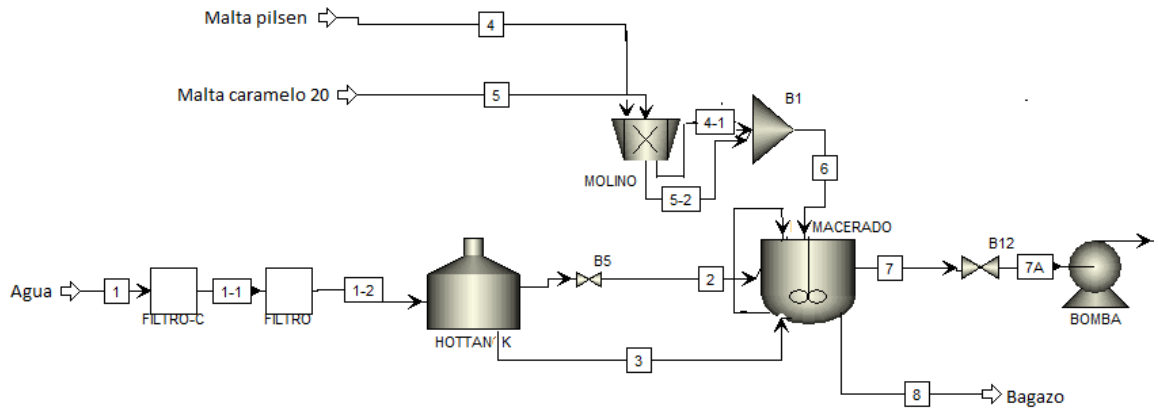 Malta pilsen
4
Malta caramelo 20
5
B1
4-1
MOLINO
6
5-2
MACERADO
B5
B12
Agua
1
1-1
1-2
2
7
7A
FILTRO-C
FILTRO
HOTTAN K
BOMBA
3
8
Bagazo